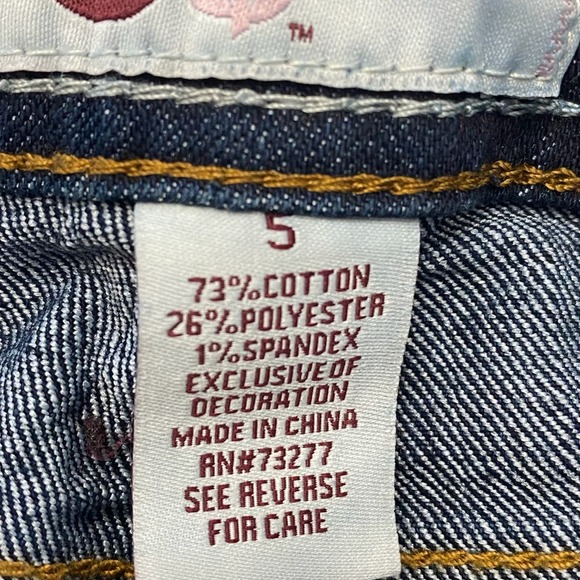 ™
5
73%COTTON
26%POLYESTER
1%SPANDEX
EXCLUSIVE OF
DECORATION
MADE IN CHINA
RN#73277
SEE REVERSE
FOR CARE